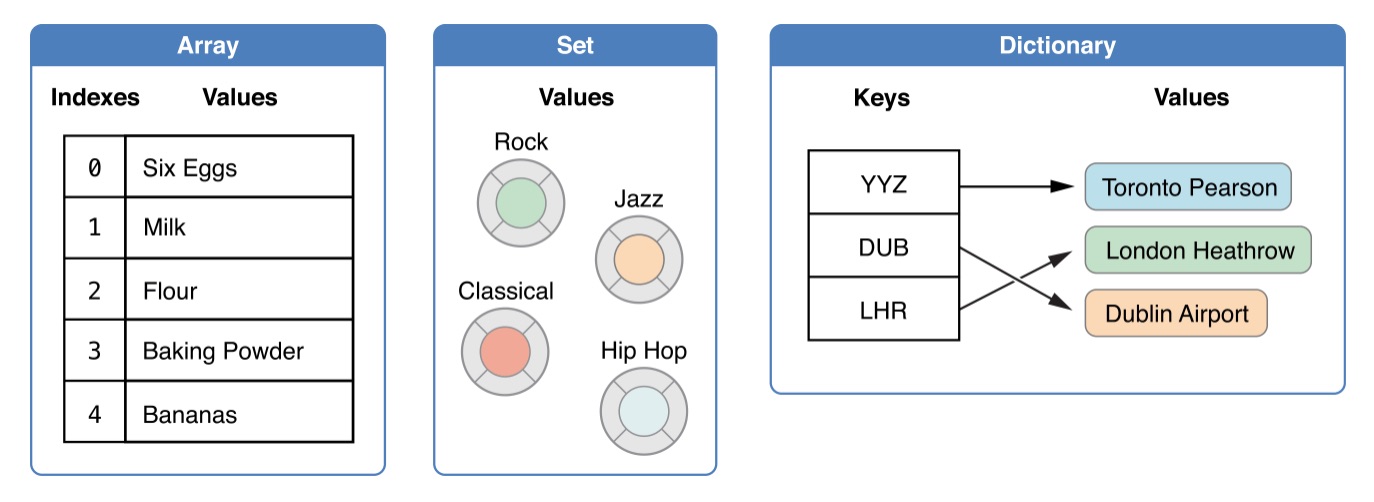 Array
Indexes Values
0 Six Eggs
1 Milk
2 Flour
3 Baking Powder
4 Bananas
Set
Values
Rock
Jazz
Classical
Hip Hop
Dictionary
Keys Values
YYZ Toronto Pearson
DUB London Heathrow
LHR Dublin Airport